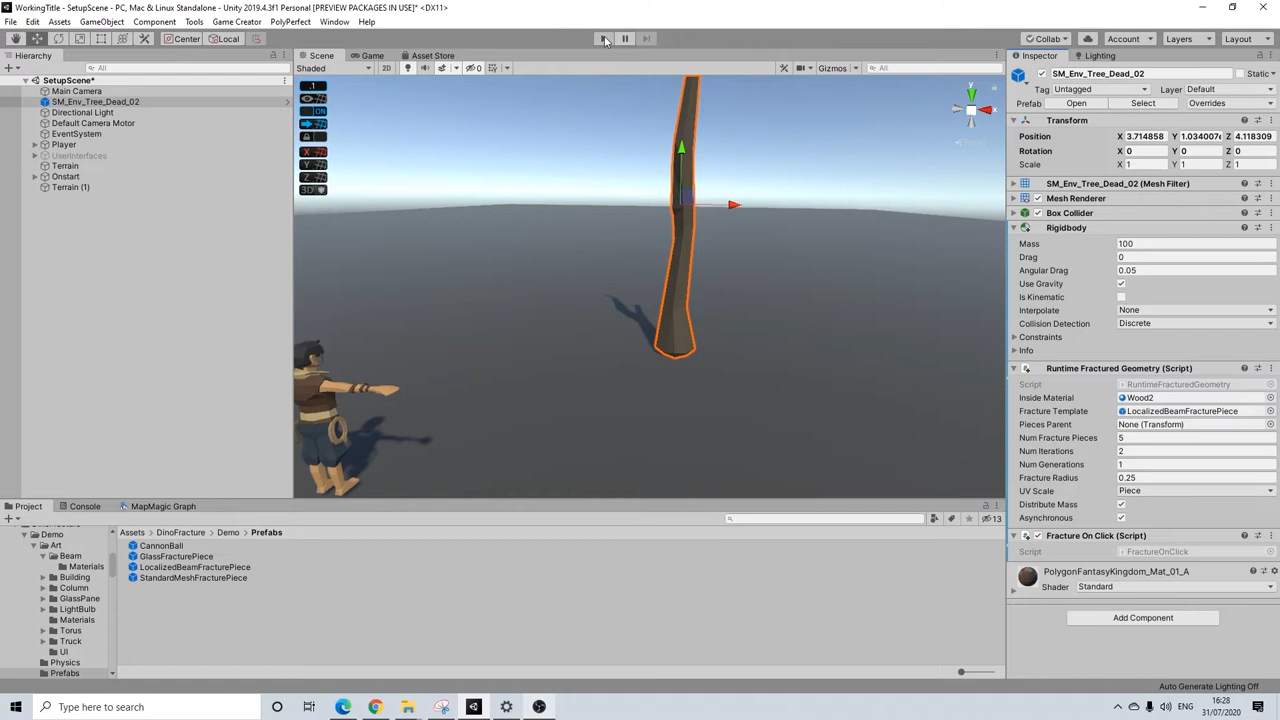 WorkingTitle - SetupScene - PC, Mac & Linux Standalone - Unity 2019.4.3f1 Personal [PREVIEW PACKAGES IN USE]* <DX11>
File Edit Assets GameObject Component Tools Game Creator PolyPerfect Window Help
Center Local Collab Account Layers Layout
Hierarchy
All
SetupScene*
Main Camera
SM_Env_Tree_Dead_02
Directional Light
Default Camera Motor
EventSystem
Player
UserInterfaces
Terrain
Onstart
Terrain (1)
Scene Game Asset Store
Shaded 2D 0 Gizmos All
.1
ON
X
Y
Z
3D
y
x
Inspector Lighting
SM_Env_Tree_Dead_02 Static
Tag Untagged Layer Default
Prefab Open Select Overrides
Transform
Position X 3.714858 Y 1.034007 Z 4.118309
Rotation X 0 Y 0 Z 0
Scale X 1 Y 1 Z 1
SM_Env_Tree_Dead_02 (Mesh Filter)
Mesh Renderer
Box Collider
Rigidbody
Mass 100
Drag 0
Angular Drag 0.05
Use Gravity
Is Kinematic
Interpolate None
Collision Detection Discrete
Constraints
Info
Runtime Fractured Geometry (Script)
Script RuntimeFracturedGeometry
Inside Material Wood2
Fracture Template LocalizedBeamFracturePiece
Pieces Parent None (Transform)
Num Fracture Pieces 5
Num Iterations 2
Num Generations 1
Fracture Radius 0.25
UV Scale Piece
Distribute Mass
Asynchronous
Fracture On Click (Script)
Script FractureOnClick
PolygonFantasyKingdom_Mat_01_A
Shader Standard
Add Component
Project Console MapMagic Graph
13
Demo
Art
Beam
Materials
Building
Column
GlassPane
LightBulb
Materials
Torus
Truck
UI
Physics
Prefabs
Assets > DinoFracture > Demo > Prefabs
CannonBall
GlassFracturePiece
LocalizedBeamFracturePiece
StandardMeshFracturePiece
Auto Generate Lighting Off
Type here to search
ENG
16:28
31/07/2020